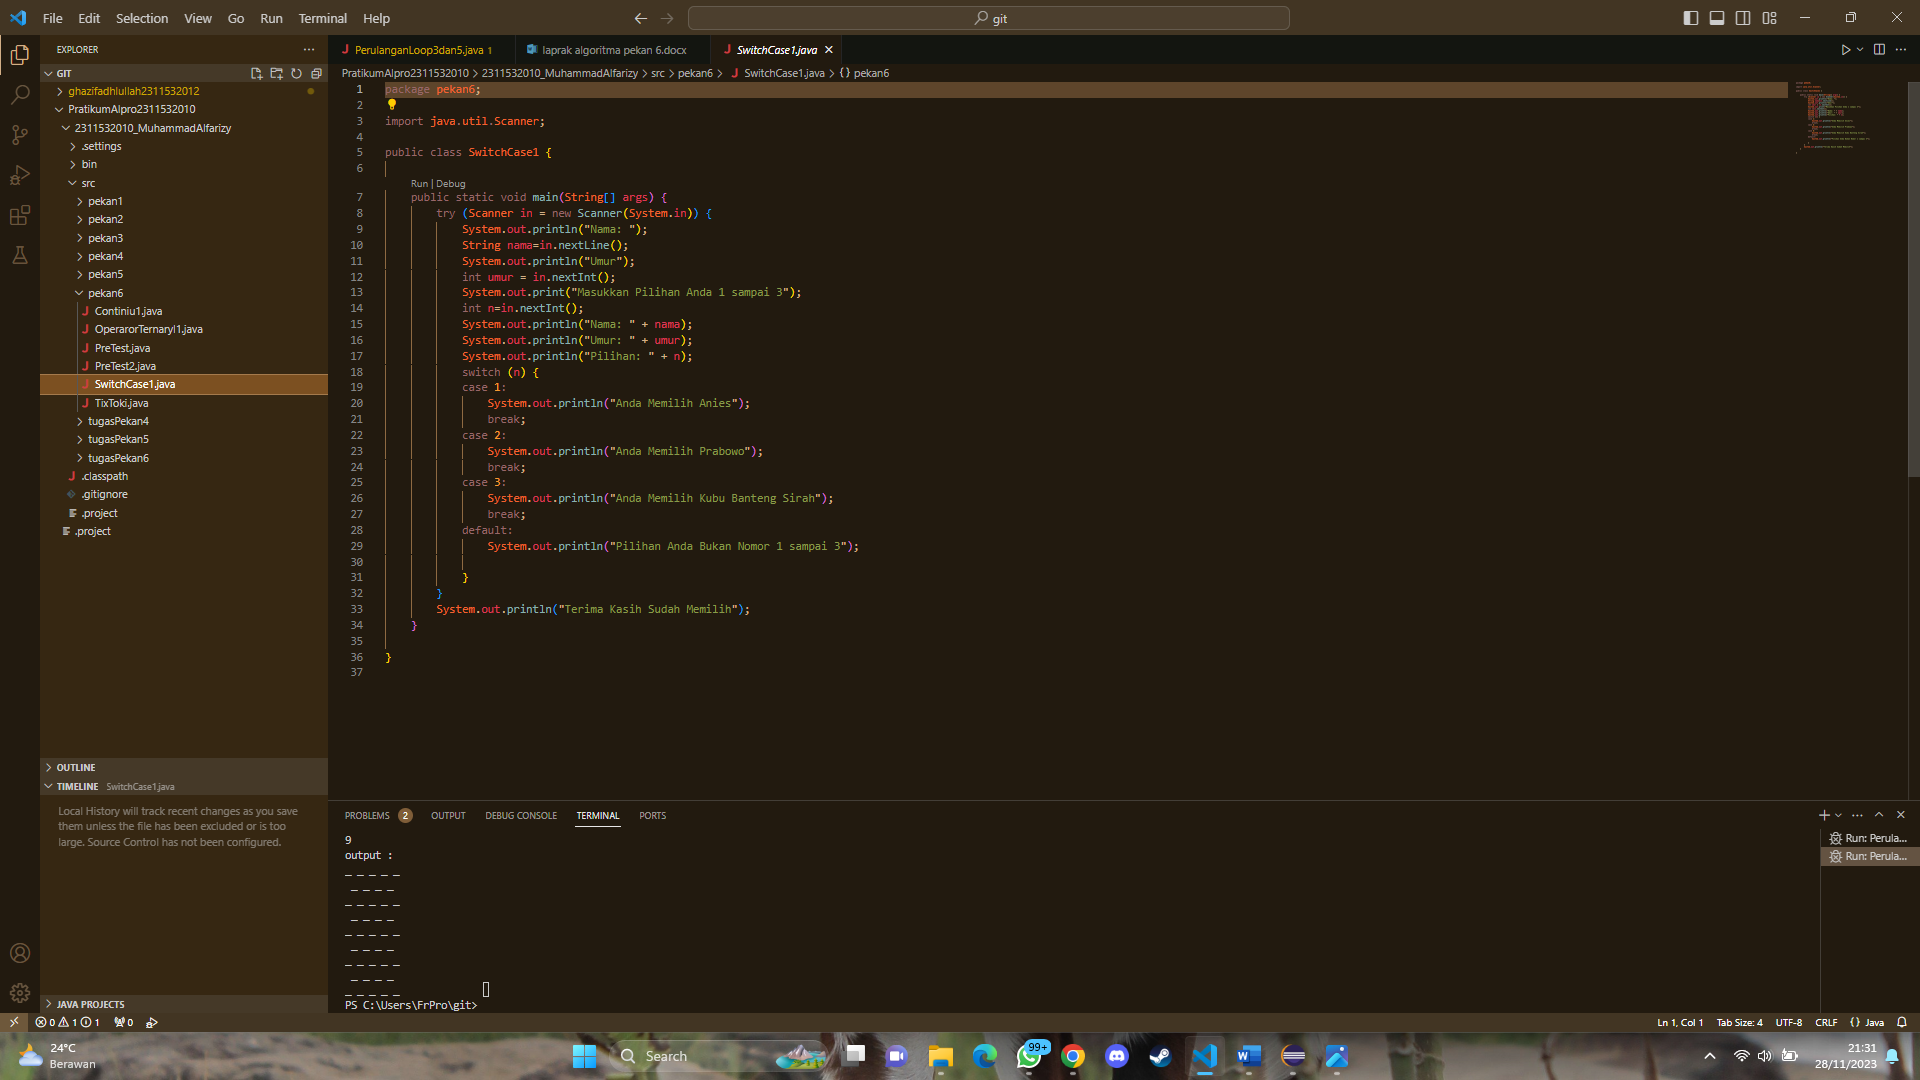 File Edit Selection View Go Run Terminal Help
git
EXPLORER
GIT
ghazifadhlullah2311532012
PratikumAlpro2311532010
2311532010_MuhammadAlfarizy
.settings
bin
src
pekan1
pekan2
pekan3
pekan4
pekan5
pekan6
Continiu1.java
OperarorTernaryI1.java
PreTest.java
PreTest2.java
SwitchCase1.java
TixToki.java
tugasPekan4
tugasPekan5
tugasPekan6
.classpath
.gitignore
.project
.project
OUTLINE
TIMELINE SwitchCase1.java
Local History will track recent changes as you save
them unless the file has been excluded or is too
large. Source Control has not been configured.
JAVA PROJECTS
PerulanganLoop3dan5.java 1
laprak algoritma pekan 6.docx
SwitchCase1.java
PratikumAlpro2311532010 > 2311532010_MuhammadAlfarizy > src > pekan6 > SwitchCase1.java > {} pekan6
1 package pekan6;
2
3 import java.util.Scanner;
4
5 public class SwitchCase1 {
6
Run | Debug
7 public static void main(String[] args) {
8 try (Scanner in = new Scanner(System.in)) {
9 System.out.println("Nama: ");
10 String nama=in.nextLine();
11 System.out.println("Umur");
12 int umur = in.nextInt();
13 System.out.print("Masukkan Pilihan Anda 1 sampai 3");
14 int n=in.nextInt();
15 System.out.println("Nama: " + nama);
16 System.out.println("Umur: " + umur);
17 System.out.println("Pilihan: " + n);
18 switch (n) {
19 case 1:
20 System.out.println("Anda Memilih Anies");
21 break;
22 case 2:
23 System.out.println("Anda Memilih Prabowo");
24 break;
25 case 3:
26 System.out.println("Anda Memilih Kubu Banteng Sirah");
27 break;
28 default:
29 System.out.println("Pilihan Anda Bukan Nomor 1 sampai 3");
30
31 }
32 }
33 System.out.println("Terima Kasih Sudah Memilih");
34 }
35
36 }
37
PROBLEMS 2 OUTPUT DEBUG CONSOLE TERMINAL PORTS
9
output :
_ _ _ _ _
_ _ _ _
_ _ _ _ _
_ _ _ _
_ _ _ _ _
_ _ _ _
_ _ _ _ _
_ _ _ _
_ _ _ _ _
PS C:\Users\FrPro\git>
Run: Perula...
Run: Perula...
0 1 1 0
Ln 1, Col 1 Tab Size: 4 UTF-8 CRLF {} Java
24°C
Berawan
Search
99+
21:31
28/11/2023